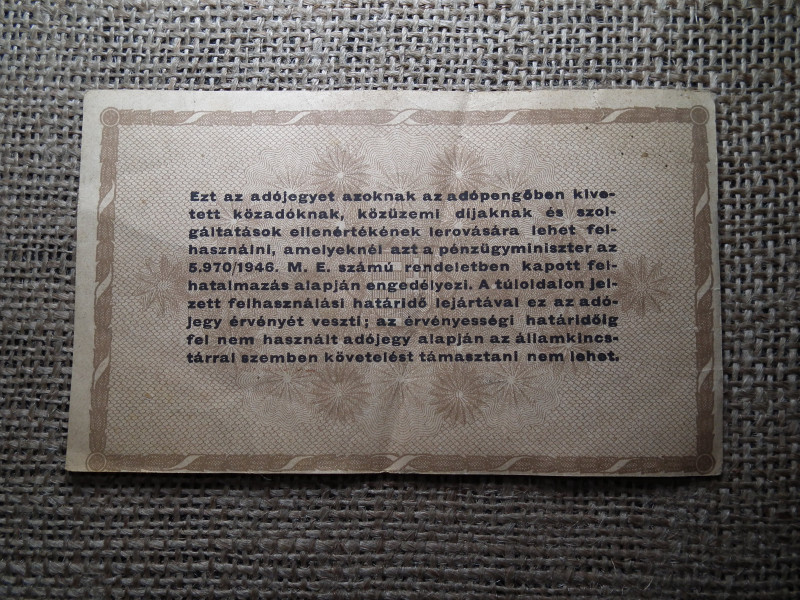 Ezt az adójegyet azoknak az adópengőben kive-
tett közadóknak, közüzemi díjaknak és szol-
gáltatások ellenértékének lerovására lehet fel-
használni, amelyeknél azt a pénzügyminiszter az
5.970/1946. M. E. számú rendeletben kapott fel-
hatalmazás alapján engedélyezi. A túloldalon jel-
zett felhasználási határidő lejártával ez az adó-
jegy érvényét veszti; az érvényességi határidőig
fel nem használt adójegy alapján az államkincs-
tárral szemben követelést támasztani nem lehet.